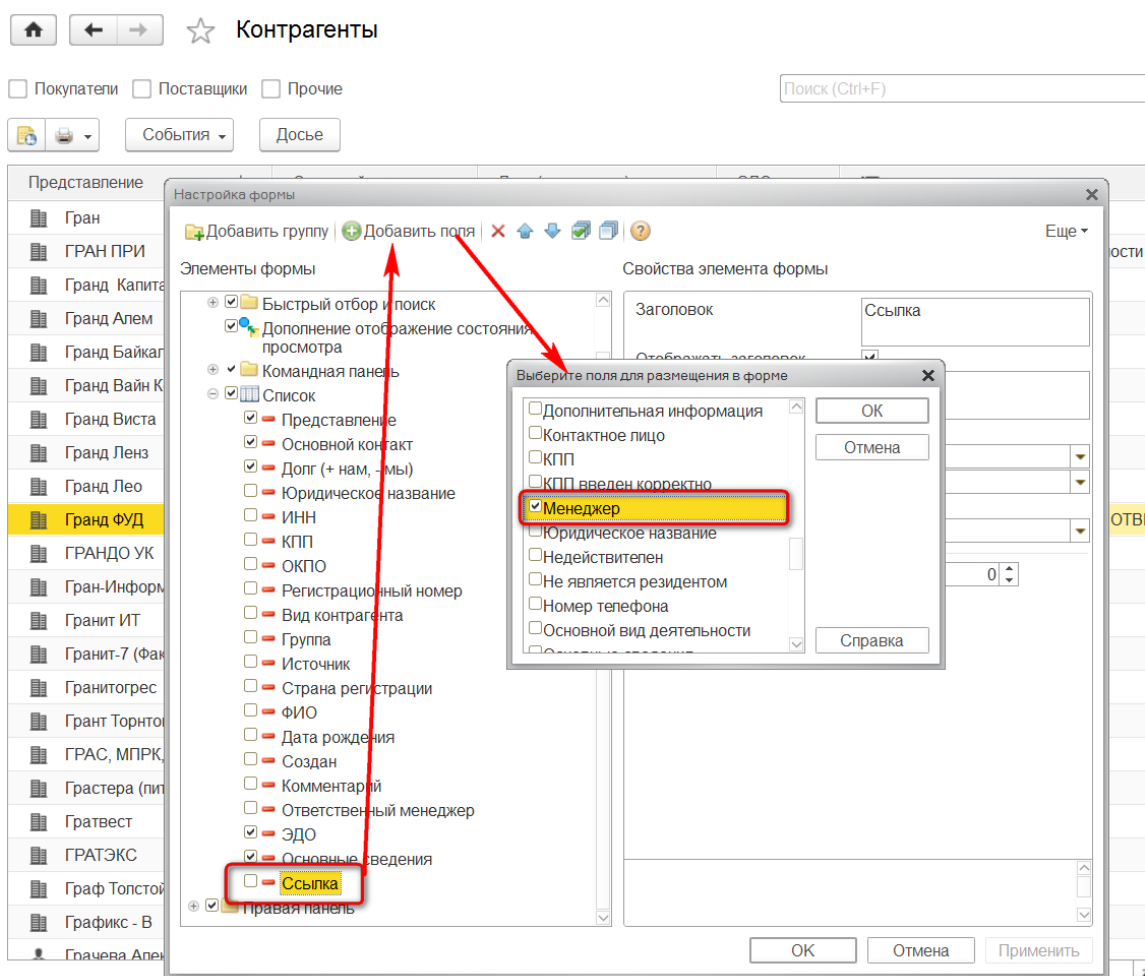 Контрагенты
Покупатели Поставщики Прочие
Поиск (Ctrl+F)
События Досье
Представление
Гран
ГРАН ПРИ
Гранд Капита
Гранд Алем
Гранд Байкал
Гранд Вайн К
Гранд Виста
Гранд Ленз
Гранд Лео
Гранд ФУД
ГРАНДО УК
Гран-Информ
Гранит ИТ
Гранит-7 (Фак
Гранитогрес
Грант Торнто
ГРАС, МПРК,
Грастера (пит
Гратвест
ГРАТЭКС
Граф Толстой
Графикс - В
Грачева Алек
ности
ОТВ
Настройка формы
Добавить группу Добавить поля Еще
Элементы формы
Быстрый отбор и поиск
Дополнение отображение состояния
просмотра
Командная панель
Список
Представление
Основной контакт
Долг (+ нам, - мы)
Юридическое название
ИНН
КПП
ОКПО
Регистрационный номер
Вид контрагента
Группа
Источник
Страна регистрации
ФИО
Дата рождения
Создан
Комментарий
Ответственный менеджер
ЭДО
Основные сведения
Ссылка
Правая панель
Свойства элемента формы
Заголовок Ссылка
Отображать заголовок
0
Выберите поля для размещения в форме
Дополнительная информация
Контактное лицо
КПП
КПП введен корректно
Менеджер
Юридическое название
Недействителен
Не является резидентом
Номер телефона
Основной вид деятельности
ОК
Отмена
Справка
ОК Отмена Применить